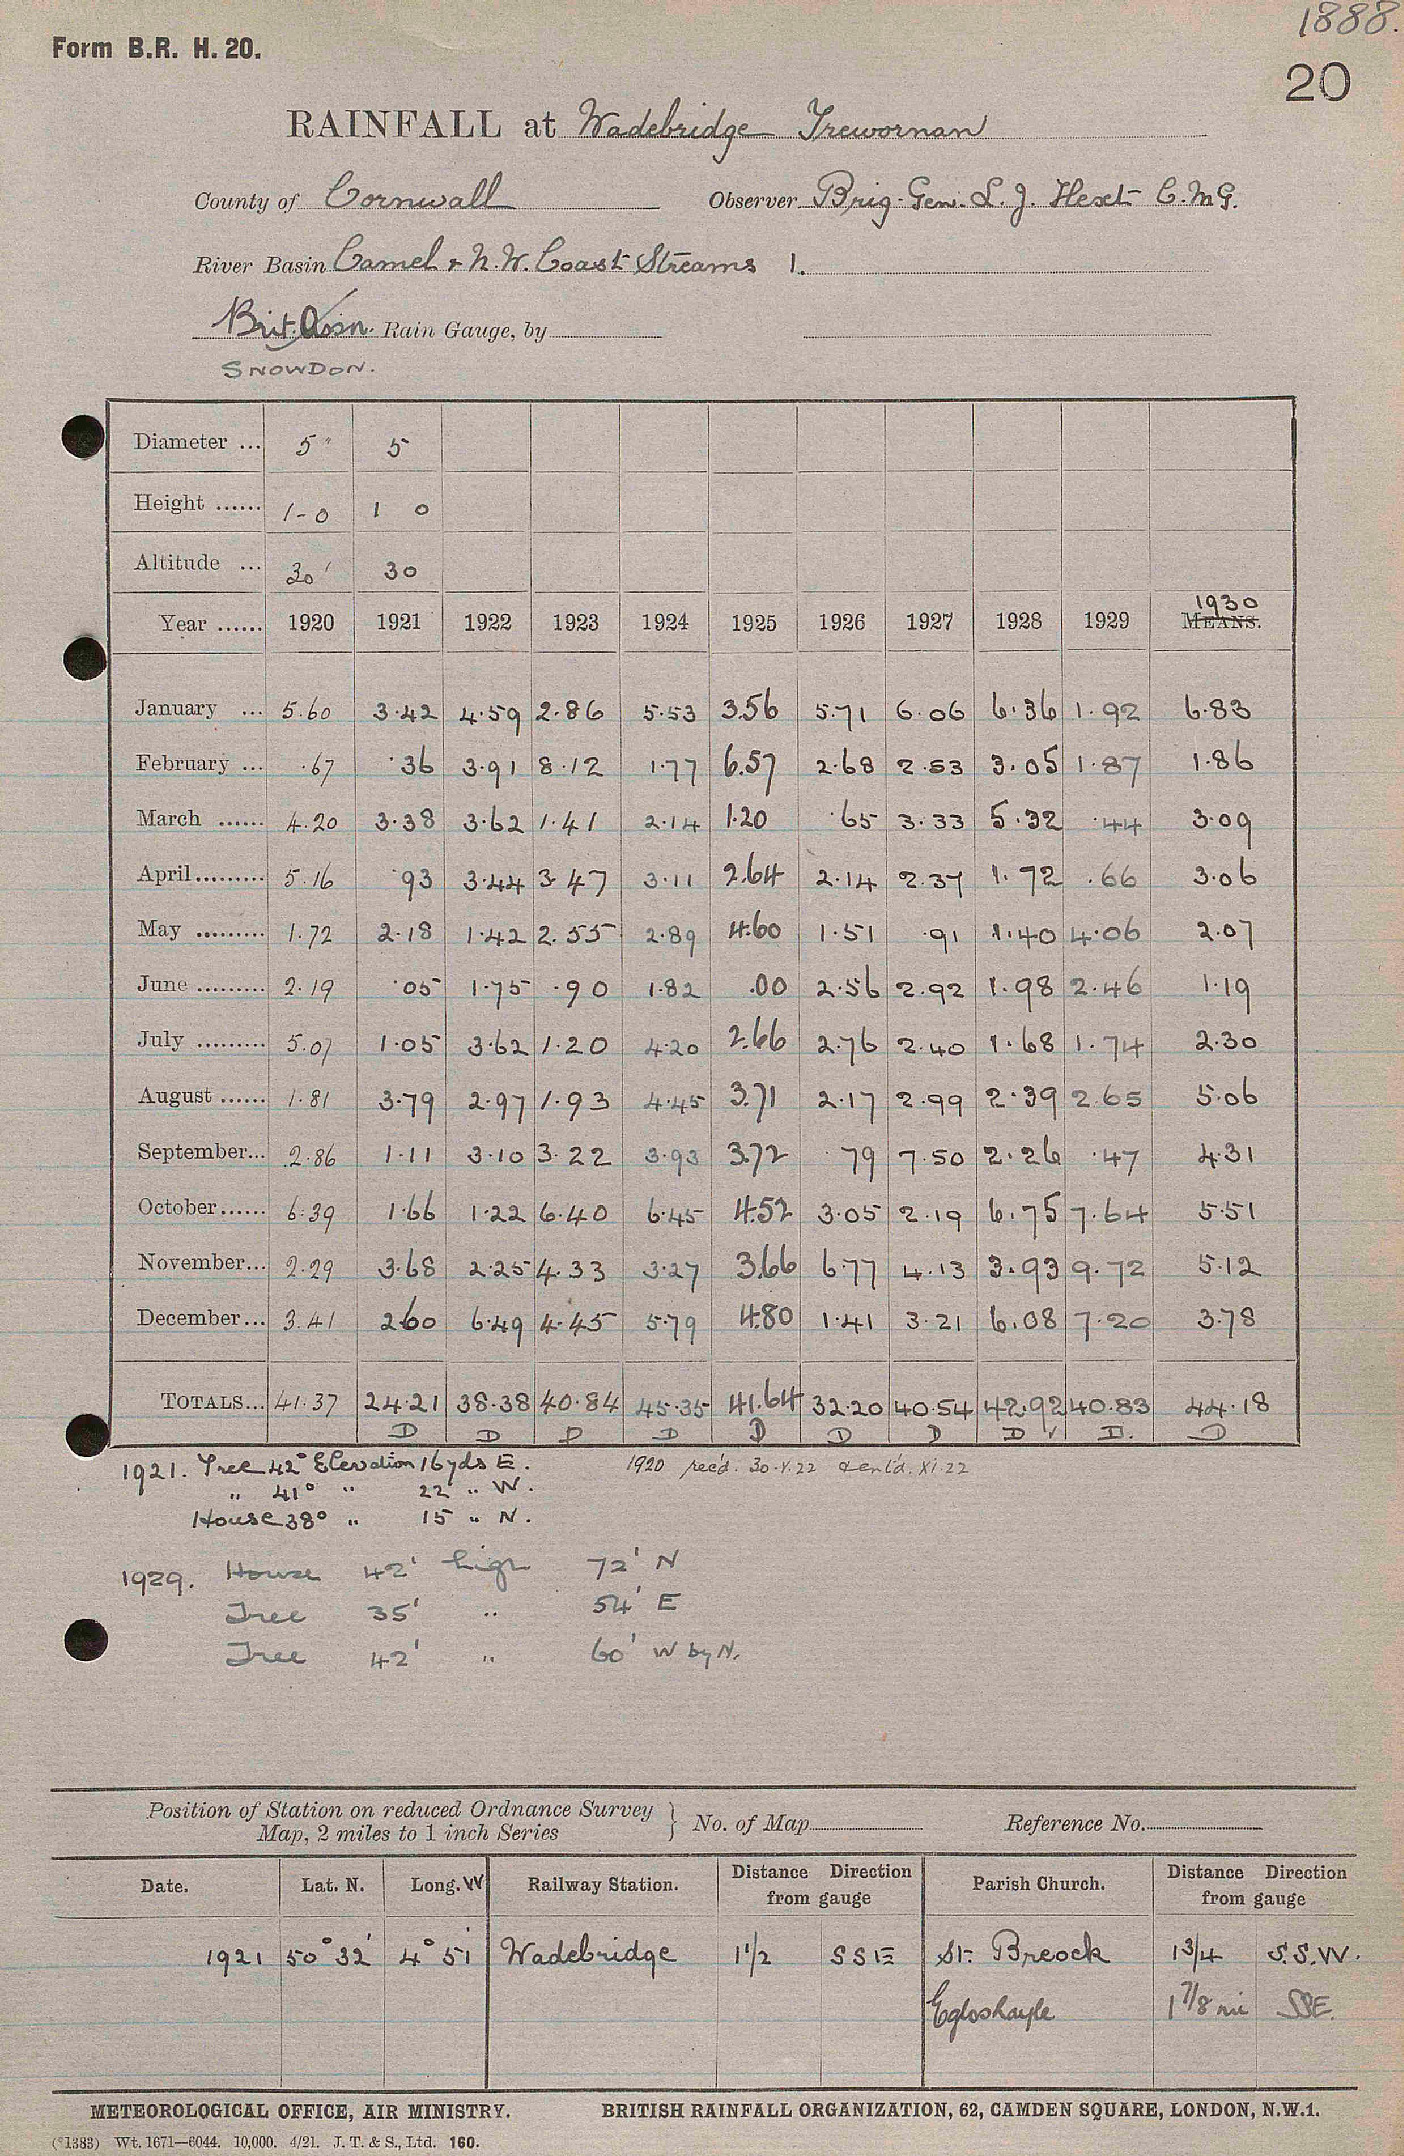 1888.
Form B.R. H. 20.
20
RAINFALL at Wadebridge Trewornan
County of Cornwall Observer Brig-Gen. L. J. Hext C.M.G.
River Basin Camel & N.W. Coast Streams 1.
Brit. Assn. Rain Gauge, by
SNOWDON.
Diameter ... 5" 5
Height ...... 1-0 1 0
Altitude ... 30' 30
1930
Year ...... 1920 1921 1922 1923 1924 1925 1926 1927 1928 1929 MEANS.
January ... 5.60 3.42 4.59 2.86 5.53 3.56 5.71 6.06 6.36 1.92 6.83
February ... .67 .36 3.91 8.12 1.77 6.57 2.68 2.53 3.05 1.87 1.86
March ...... 4.20 3.38 3.62 1.41 2.14 1.20 .65 3.33 5.32 .44 3.09
April......... 5.16 .93 3.44 3.47 3.11 2.64 2.14 2.37 1.72 .66 3.06
May ......... 1.72 2.18 1.42 2.55 2.89 4.60 1.51 .91 1.40 4.06 2.07
June ......... 2.19 .05 1.75 .90 1.82 .00 2.56 2.92 1.98 2.46 1.19
July ......... 5.07 1.05 3.62 1.20 4.20 2.66 2.76 2.40 1.68 1.74 2.30
August ...... 1.81 3.79 2.97 1.93 4.45 3.71 2.17 2.99 2.39 2.65 5.06
September... 2.86 1.11 3.10 3.22 3.93 3.72 .79 7.50 2.26 .47 4.31
October...... 6.39 1.66 1.22 6.40 6.45 4.52 3.05 2.19 6.75 7.64 5.51
November... 2.29 3.68 2.25 4.33 3.27 3.66 6.77 4.13 3.93 9.72 5.12
December... 3.41 2.60 6.49 4.45 5.79 4.80 1.41 3.21 6.08 7.20 3.78
TOTALS... 41.37 24.21 38.38 40.84 45.35 41.64 32.20 40.54 42.92 40.83 44.18
D D D D D D D D √ D. D
1921. Tree 42° Elevation 16 yds E. 1920 rec'd. 30.X.22 & ent'd. XI.22
" 41° " 22 " W.
House 38° " 15 " N.
1929. House 42' high 72' N
Tree 35' " 54' E
Tree 42' " 60' W by N.
Position of Station on reduced Ordnance Survey
Map, 2 miles to 1 inch Series } No. of Map Reference No.
Date. Lat. N. Long. W Railway Station. Distance Direction from gauge Parish Church. Distance Direction from gauge
1921 50° 32' 4° 51' Wadebridge 1 1/2 SSE St. Breock 1 3/4 S.S.W.
Egloshayle 1 7/8 mi SSE.
METEOROLOGICAL OFFICE, AIR MINISTRY. BRITISH RAINFALL ORGANIZATION, 62, CAMDEN SQUARE, LONDON, N.W.1.
(*1383) Wt. 1671—6044. 10,000. 4/21. J. T. & S., Ltd. 160.